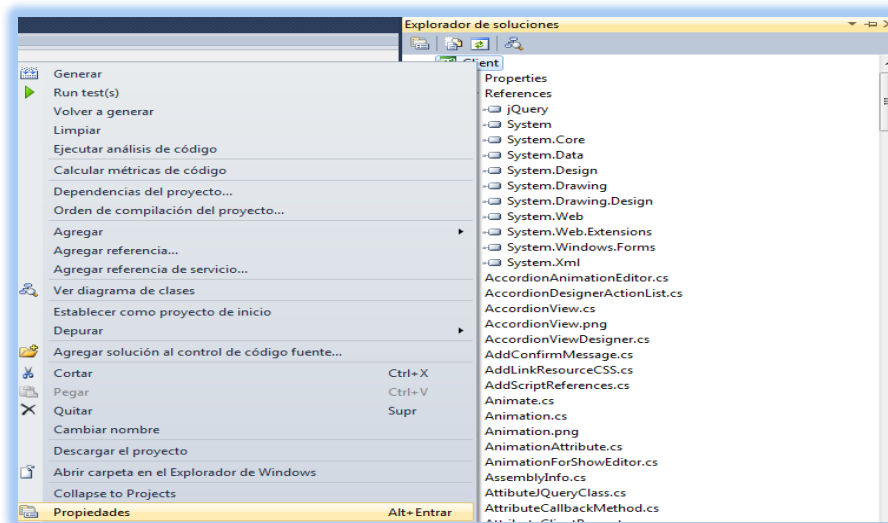 Explorador de soluciones
Client
Generar
Run test(s)
Volver a generar
Limpiar
Ejecutar análisis de código
Calcular métricas de código
Dependencias del proyecto...
Orden de compilación del proyecto...
Agregar
Agregar referencia...
Agregar referencia de servicio...
Ver diagrama de clases
Establecer como proyecto de inicio
Depurar
Agregar solución al control de código fuente...
Cortar Ctrl+X
Pegar Ctrl+V
Quitar Supr
Cambiar nombre
Descargar el proyecto
Abrir carpeta en el Explorador de Windows
Collapse to Projects
Propiedades Alt+Entrar
Properties
References
jQuery
System
System.Core
System.Data
System.Design
System.Drawing
System.Drawing.Design
System.Web
System.Web.Extensions
System.Windows.Forms
System.Xml
AccordionAnimationEditor.cs
AccordionDesignerActionList.cs
AccordionView.cs
AccordionView.png
AccordionViewDesigner.cs
AddConfirmMessage.cs
AddLinkResourceCSS.cs
AddScriptReferences.cs
Animate.cs
Animation.cs
Animation.png
AnimationAttribute.cs
AnimationForShowEditor.cs
AssemblyInfo.cs
AttibuteJQueryClass.cs
AttributeCallbackMethod.cs